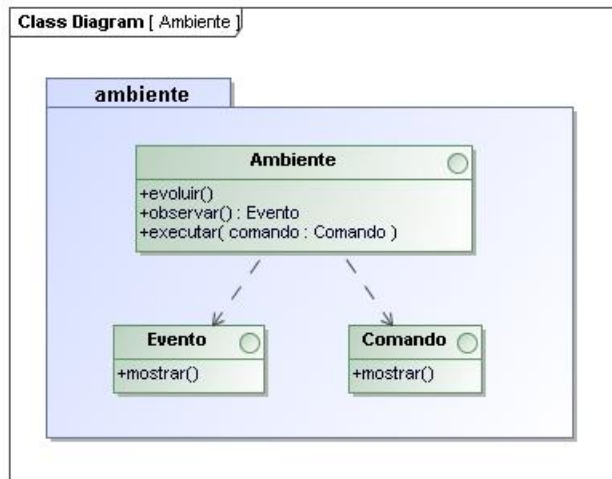 Class Diagram [ Ambiente ]
ambiente
Ambiente
+evoluir()
+observar() : Evento
+executar( comando : Comando )
Evento
+mostrar()
Comando
+mostrar()